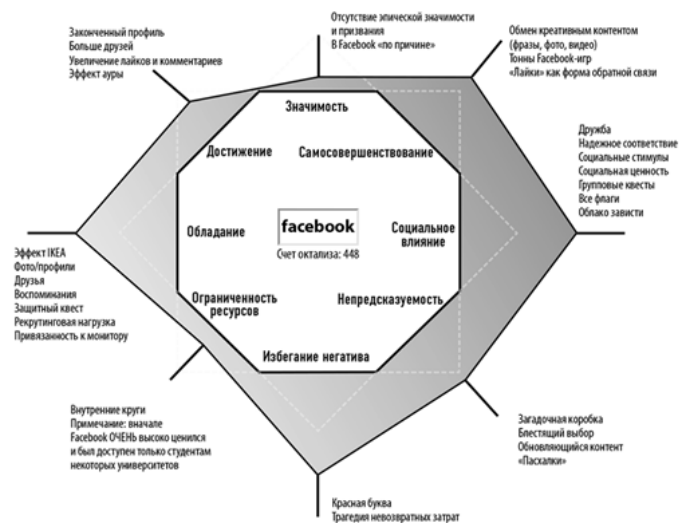 Отсутствие эпической значимости
и призвания
В Facebook «по причине»
Законченный профиль
Больше друзей
Увеличение лайков и комментариев
Эффект ауры
Обмен креативным контентом
(фразы, фото, видео)
Тонны Facebook-игр
«Лайки» как форма обратной связи
Значимость
Достижение
Самосовершенствование
Дружба
Надежное соответствие
Социальные стимулы
Социальная ценность
Групповые квесты
Все флаги
Облако зависти
Обладание
facebook
Счет октализа: 448
Социальное
влияние
Эффект IKEA
Фото/профили
Друзья
Воспоминания
Защитный квест
Рекрутинговая нагрузка
Привязанность к монитору
Ограниченность
ресурсов
Непредсказуемость
Избегание негатива
Внутренние круги
Примечание: вначале
Facebook ОЧЕНЬ высоко ценился
и был доступен только студентам
некоторых университетов
Загадочная коробка
Блестящий выбор
Обновляющийся контент
«Пасхалки»
Красная буква
Трагедия невозвратных затрат